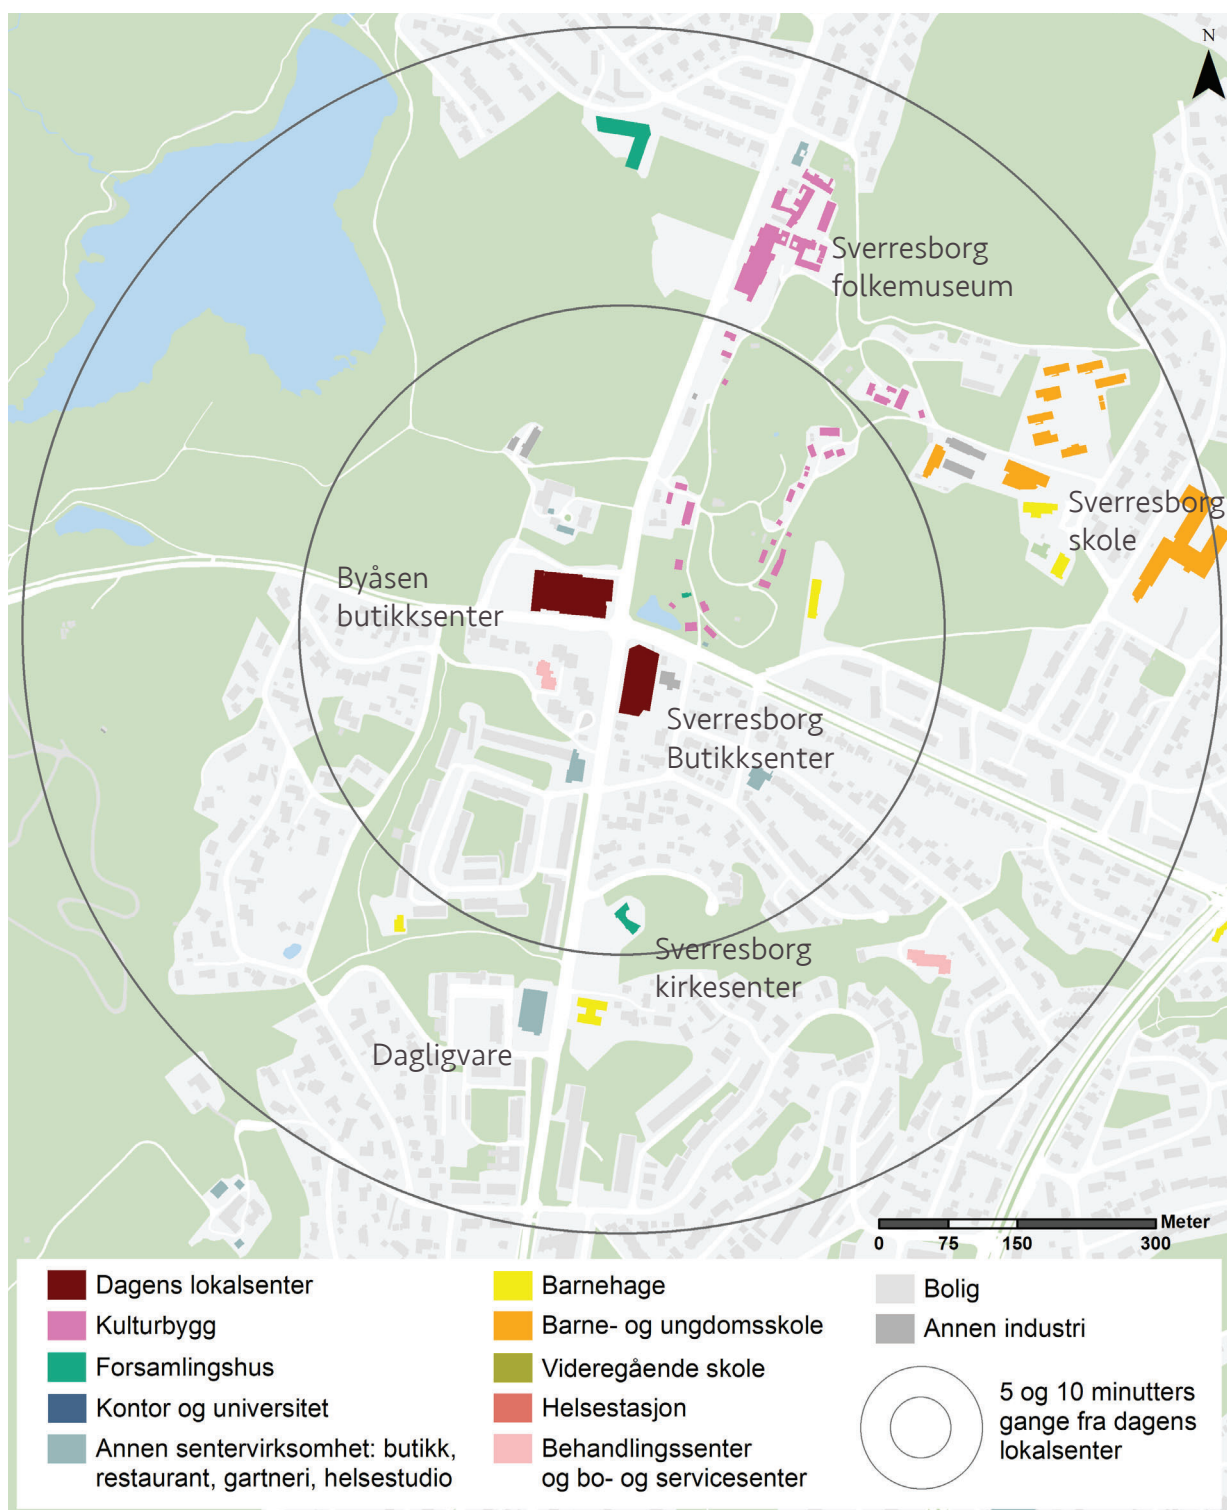 N
Sverresborg
folkemuseum
Sverresborg
skole
Byåsen
butikksenter
Sverresborg
Butikksenter
Sverresborg
kirkesenter
Dagligvare
Meter
0 75 150 300
Dagens lokalsenter
Kulturbygg
Forsamlingshus
Kontor og universitet
Annen sentervirksomhet: butikk,
restaurant, gartneri, helsestudio
Barnehage
Barne- og ungdomsskole
Videregående skole
Helsestasjon
Behandlingssenter
og bo- og servicesenter
Bolig
Annen industri
5 og 10 minutters
gange fra dagens
lokalsenter